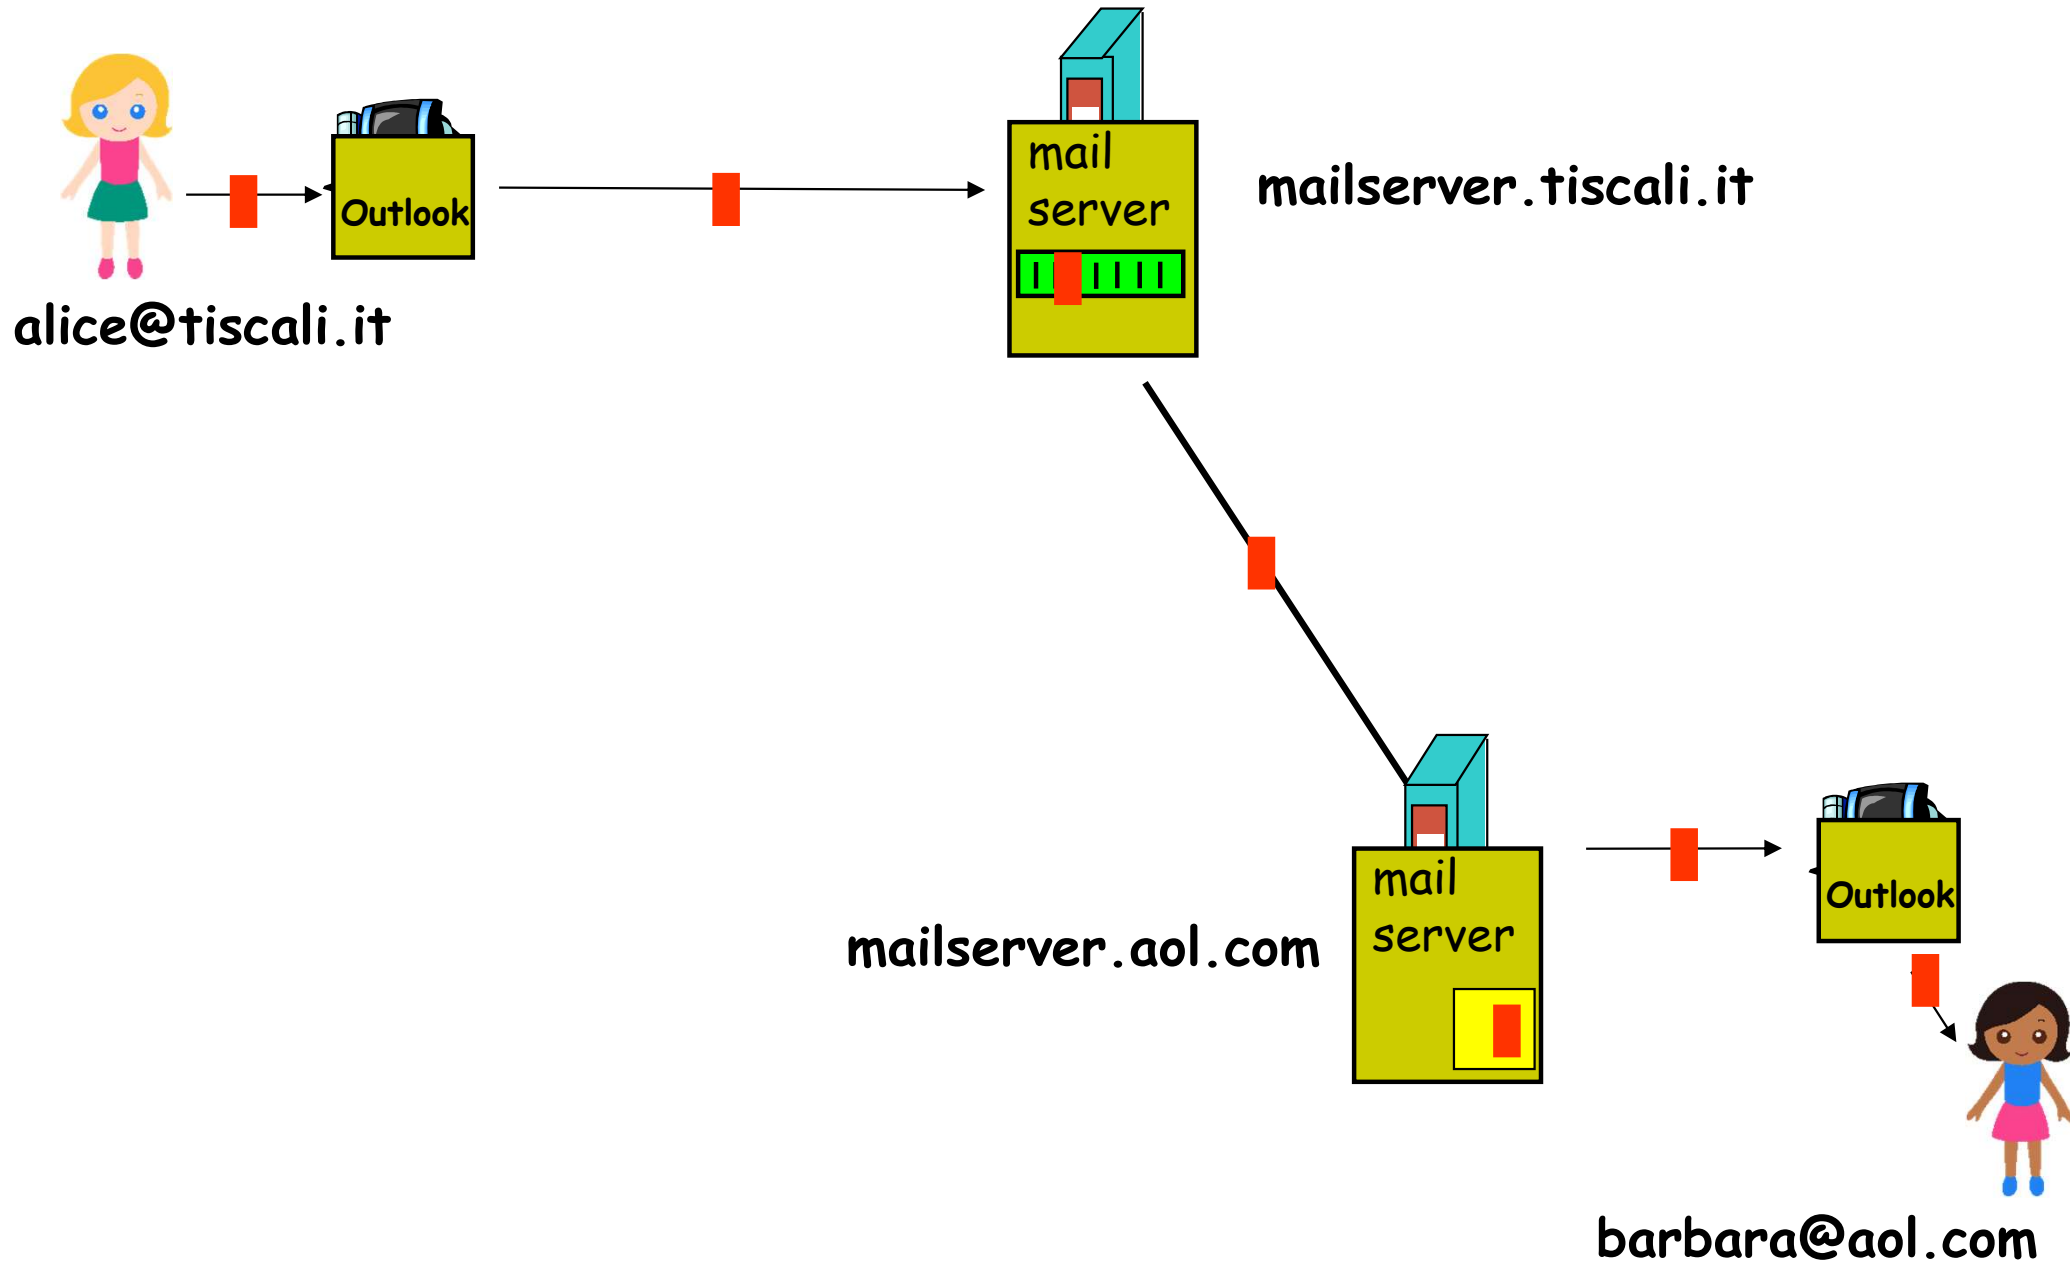 mail
server
mailserver.tiscali.it
Outlook
alice@tiscali.it
mail
server
Outlook
mailserver.aol.com
barbara@aol.com